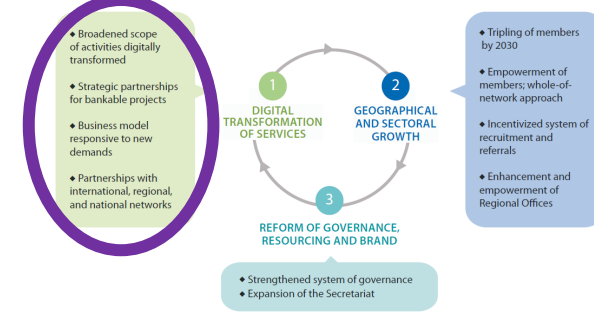 ◆ Broadened scope
of activities digitally
transformed
◆ Strategic partnerships
for bankable projects
◆ Business model
responsive to new
demands
◆ Partnerships with
international, regional,
and national networks
1
DIGITAL
TRANSFORMATION
OF SERVICES
2
GEOGRAPHICAL
AND SECTORAL
GROWTH
◆ Tripling of members
by 2030
◆ Empowerment of
members; whole-of-
network approach
◆ Incentivized system of
recruitment and
referrals
◆ Enhancement and
empowerment of
Regional Offices
3
REFORM OF GOVERNANCE,
RESOURCING AND BRAND
◆ Strengthened system of governance
◆ Expansion of the Secretariat